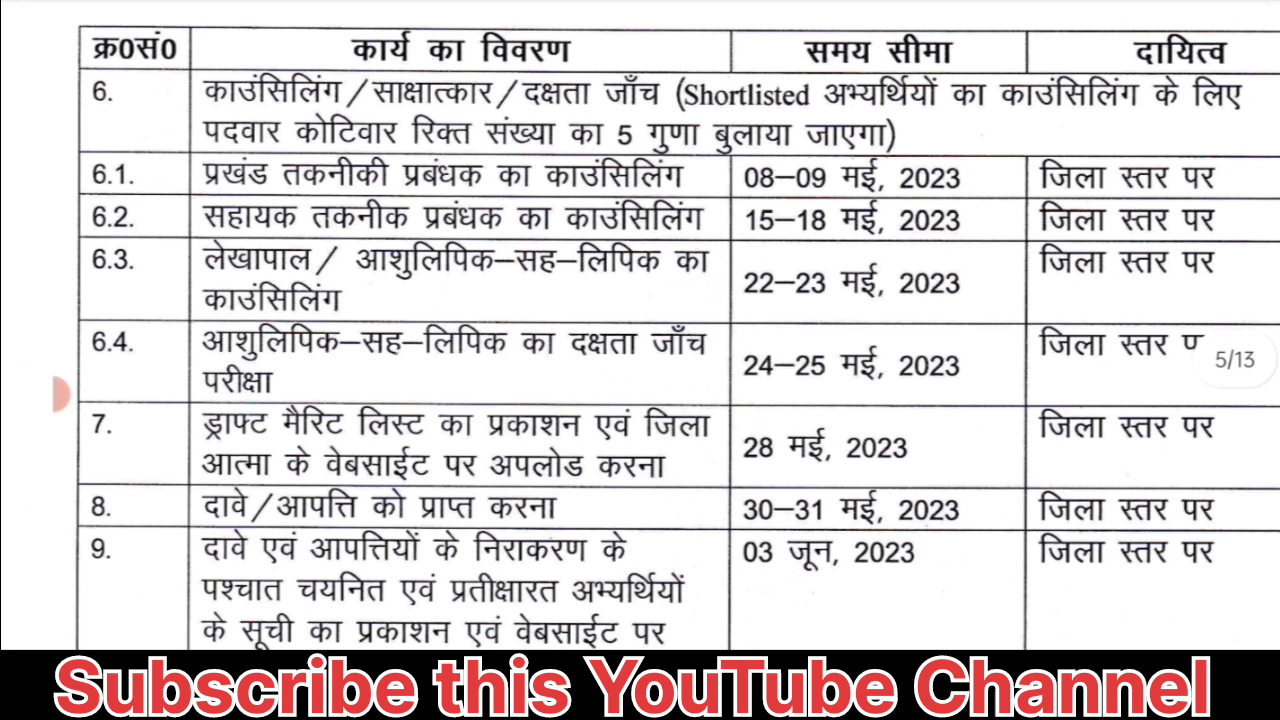 क्र0सं0 कार्य का विवरण समय सीमा दायित्व
6. काउंसिलिंग/साक्षात्कार/दक्षता जाँच (Shortlisted अभ्यर्थियों का काउंसिलिंग के लिए
पदवार कोटिवार रिक्त संख्या का 5 गुणा बुलाया जाएगा)
6.1. प्रखंड तकनीकी प्रबंधक का काउंसिलिंग 08–09 मई, 2023 जिला स्तर पर
6.2. सहायक तकनीक प्रबंधक का काउंसिलिंग 15–18 मई, 2023 जिला स्तर पर
6.3. लेखापाल/ आशुलिपिक–सह–लिपिक का
काउंसिलिंग 22–23 मई, 2023 जिला स्तर पर
6.4. आशुलिपिक–सह–लिपिक का दक्षता जाँच
परीक्षा 24–25 मई, 2023 जिला स्तर
5/13
7. ड्राफ्ट मैरिट लिस्ट का प्रकाशन एवं जिला
आत्मा के वेबसाईट पर अपलोड करना 28 मई, 2023 जिला स्तर पर
8. दावे/आपत्ति को प्राप्त करना 30–31 मई, 2023 जिला स्तर पर
9. दावे एवं आपत्तियों के निराकरण के 03 जून, 2023 जिला स्तर पर
पश्चात चयनित एवं प्रतीक्षारत अभ्यर्थियों
के सूची का प्रकाशन एवं वेबसाईट पर
Subscribe this YouTube Channel